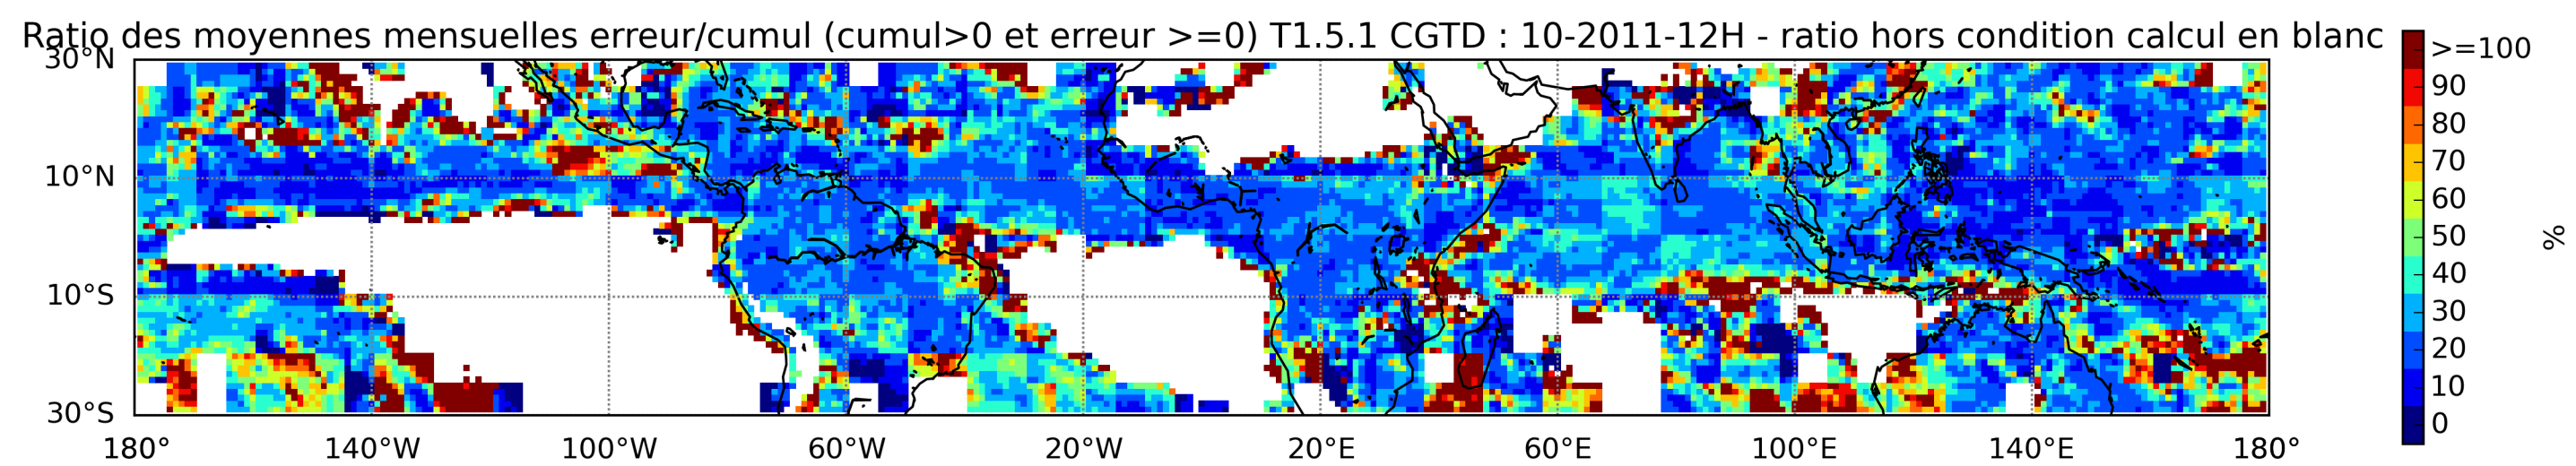 Ratio des moyennes mensuelles erreur/cumul (cumul>0 et erreur >=0) T1.5.1 CGTD : 10-2011-12H - ratio hors condition calcul en blanc
30°N
10°N
10°S
30°S
180°
140°W
100°W
60°W
20°W
20°E
60°E
100°E
140°E
180°
>=100
90
80
70
60
50
40
30
20
10
0
%